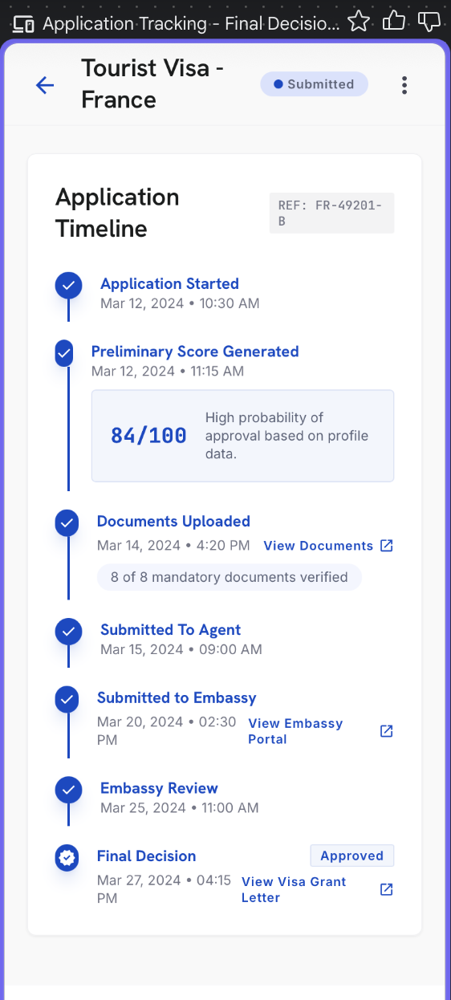 Application Tracking - Final Decisio...
Tourist Visa -
France
Submitted
Application
Timeline
REF: FR-49201-
B
Application Started
Mar 12, 2024 • 10:30 AM
Preliminary Score Generated
Mar 12, 2024 • 11:15 AM
84/100
High probability of
approval based on profile
data.
Documents Uploaded
Mar 14, 2024 • 4:20 PM View Documents
8 of 8 mandatory documents verified
Submitted To Agent
Mar 15, 2024 • 09:00 AM
Submitted to Embassy
Mar 20, 2024 • 02:30
PM
View Embassy
Portal
Embassy Review
Mar 25, 2024 • 11:00 AM
Final Decision
Approved
Mar 27, 2024 • 04:15
PM
View Visa Grant
Letter